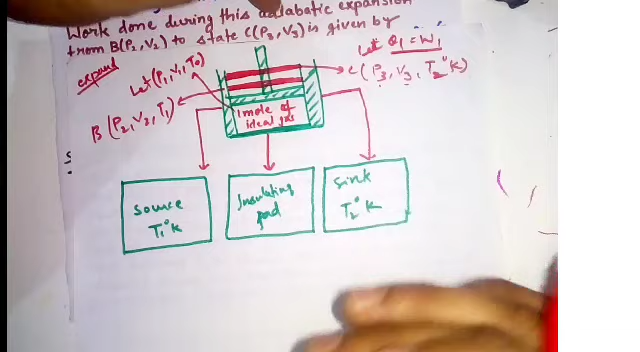 Work done during this adiabatic expansion
from B(P2,V2) to state C(P3,V3) is given by
Let Q1 = W1
expand
Let (P1,V1,T1)
C(P3, V3, T2°K)
B(P2,V2,T1)
1 mole of
ideal gas
Source
T1°K
Insulating
pad
Sink
T2°K